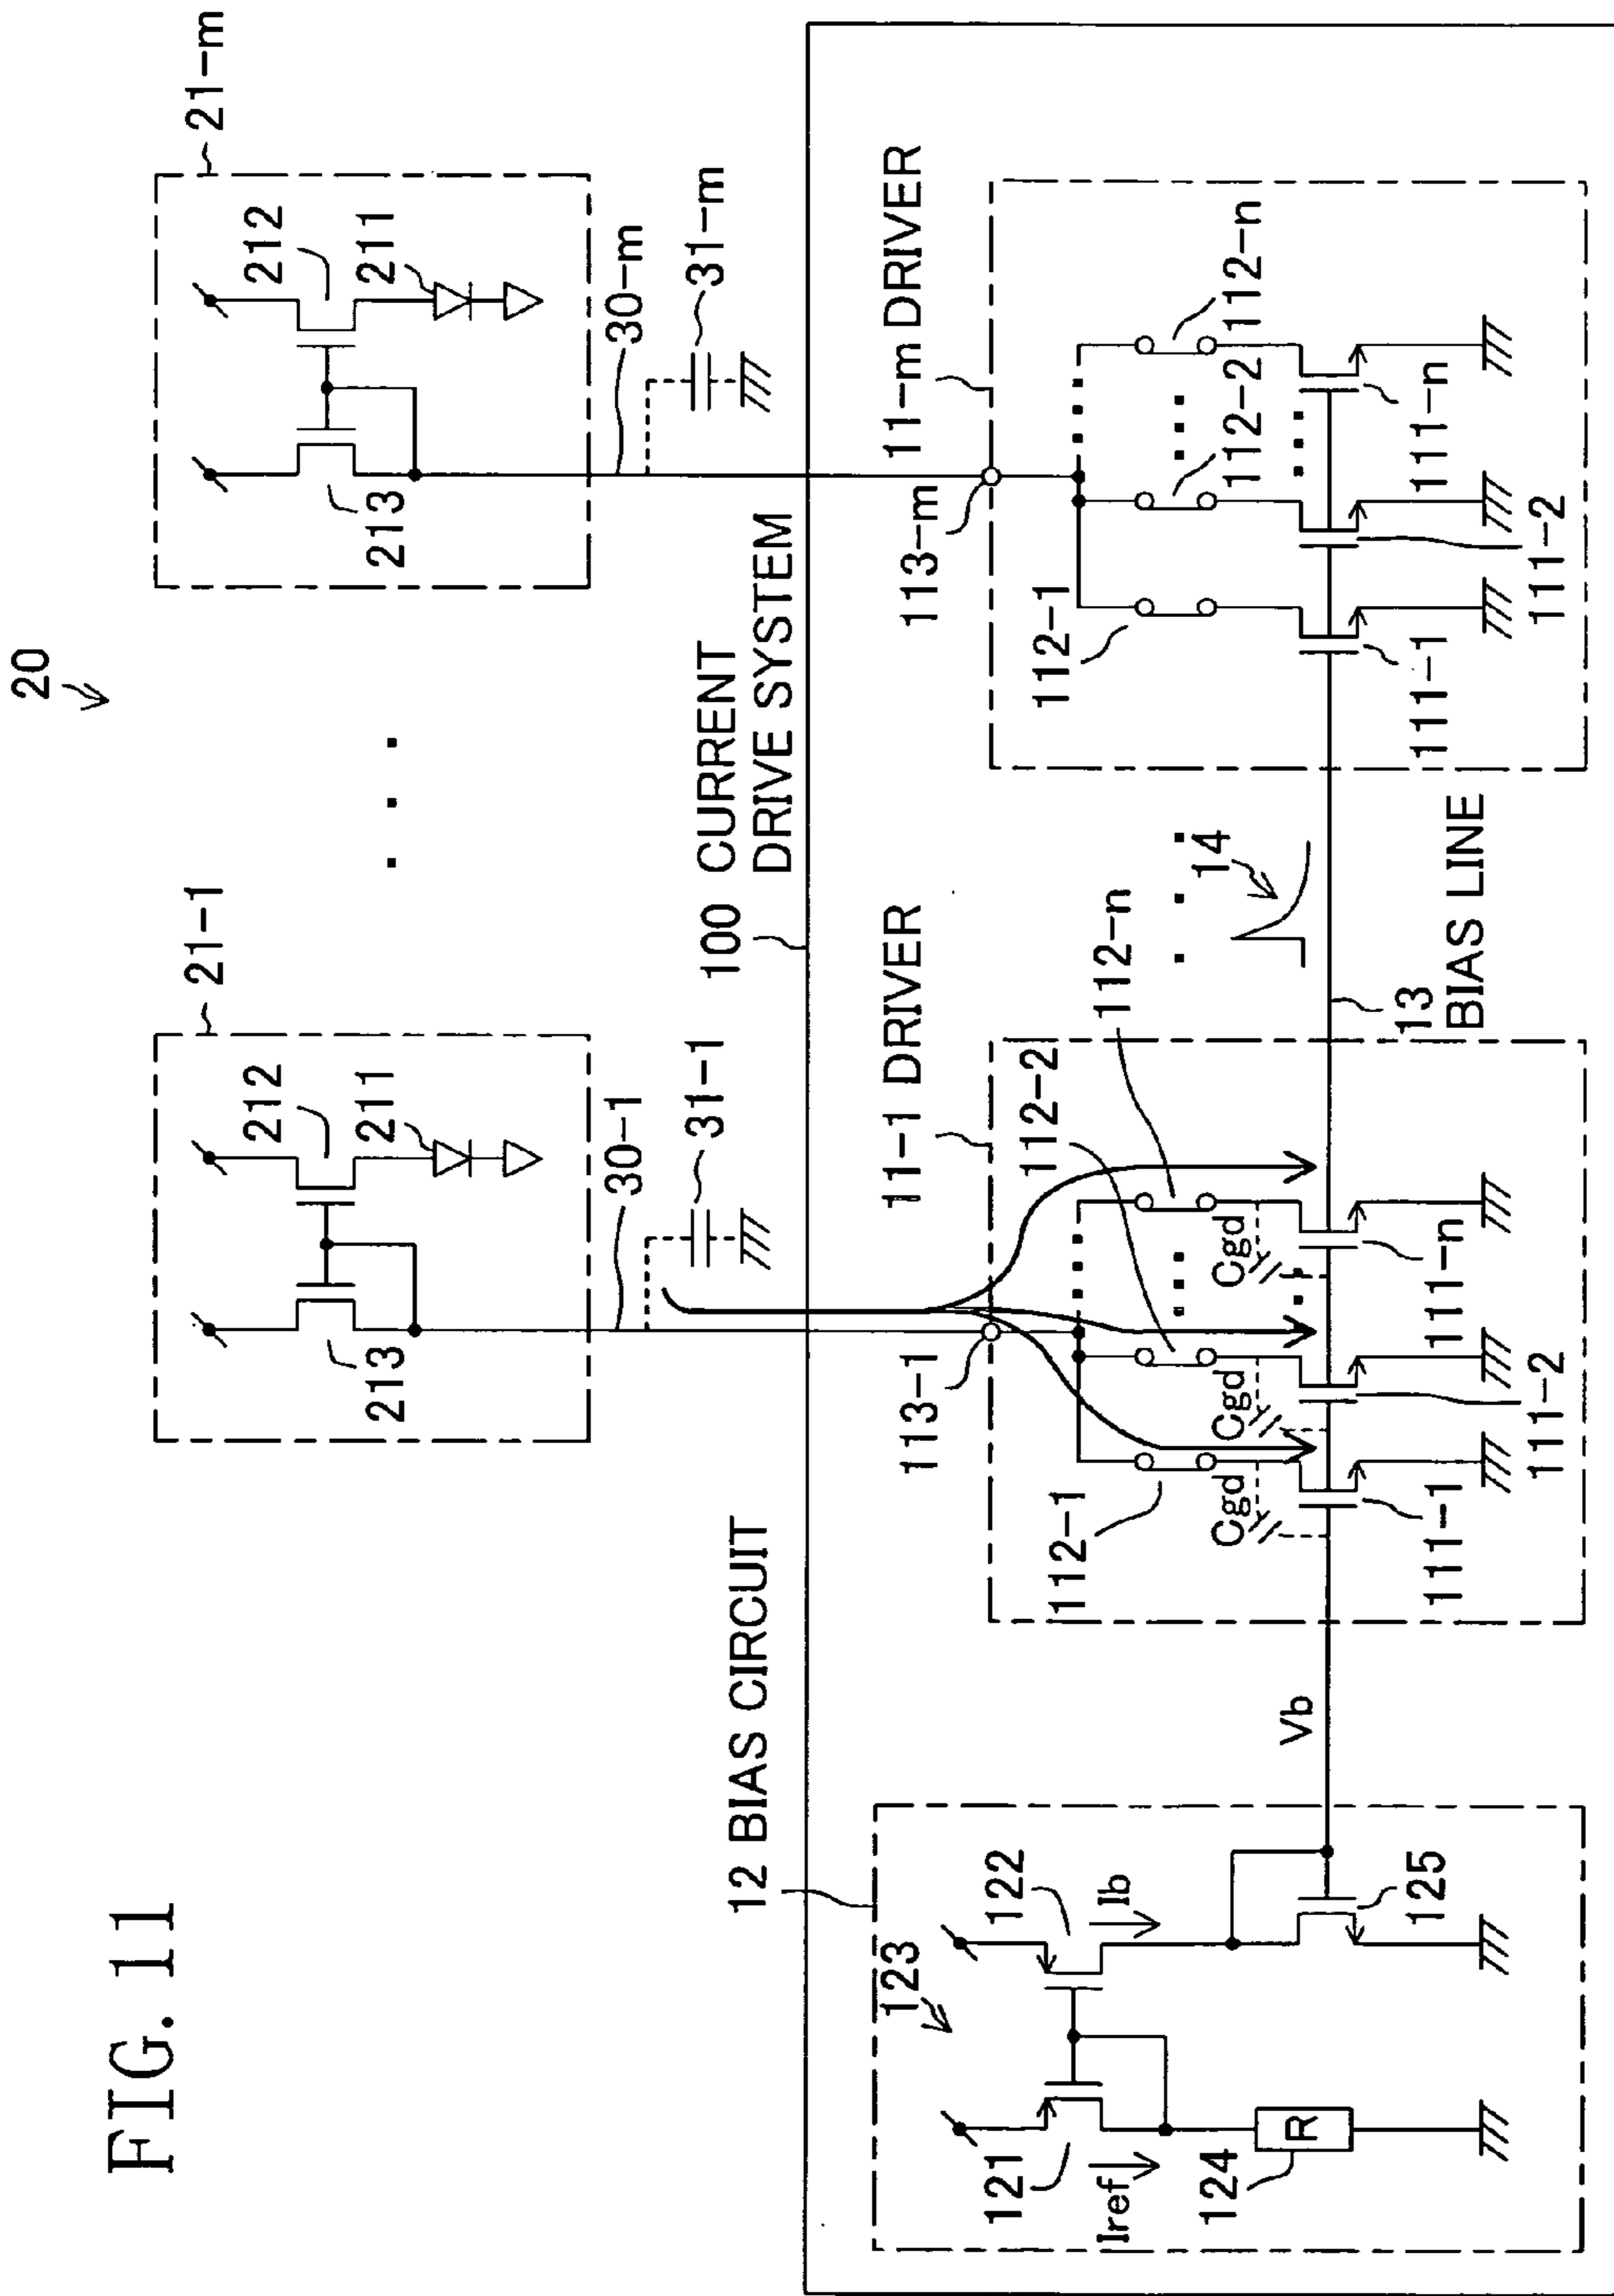 FIG. 11
20
21-1
21-m
212
211
213
212
211
213
30-1
31-1
30-m
31-m
100 CURRENT
DRIVE SYSTEM
12 BIAS CIRCUIT
11-1 DRIVER
11-m DRIVER
113-1
113-m
123
121
122
Iref
Ib
124
R
125
Vb
112-1
112-2
112-n
Cgd
Cgd
Cgd
111-1
111-2
111-n
14
13
BIAS LINE
112-1
112-2
112-n
111-1
111-2
111-n